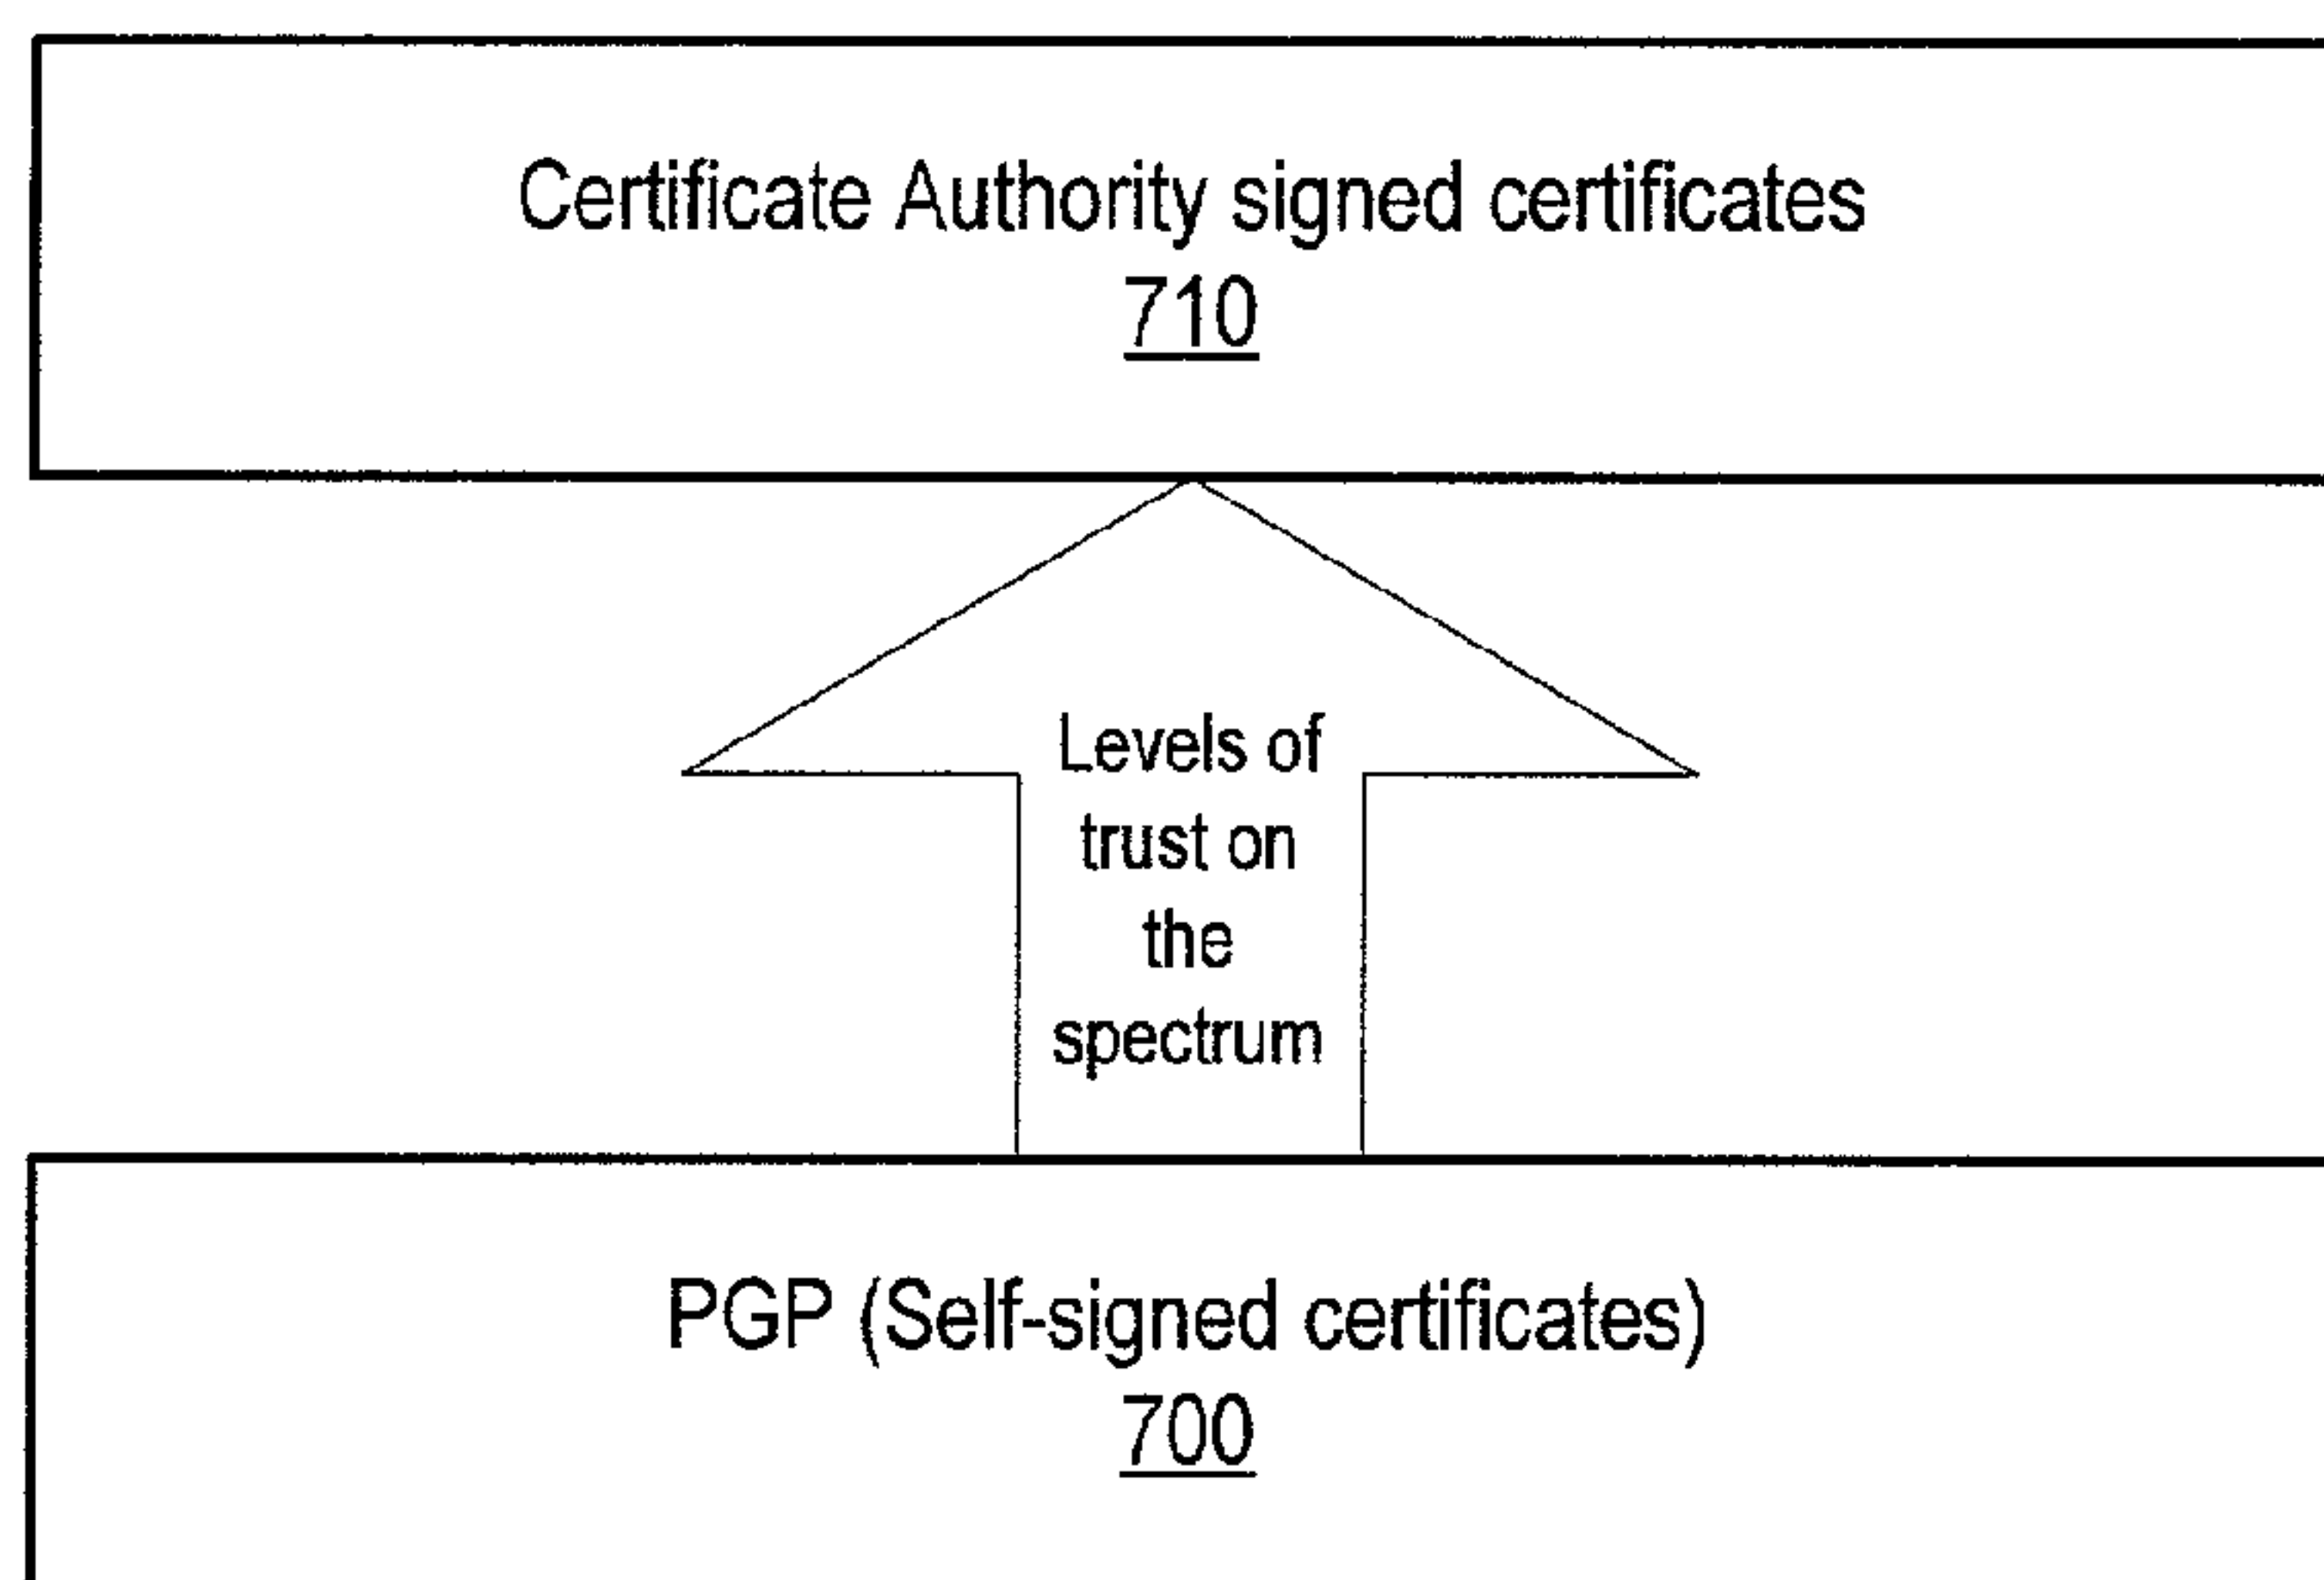 Certificate Authority signed certificates
710
Levels of
trust on
the
spectrum
PGP (Self-signed certificates)
700